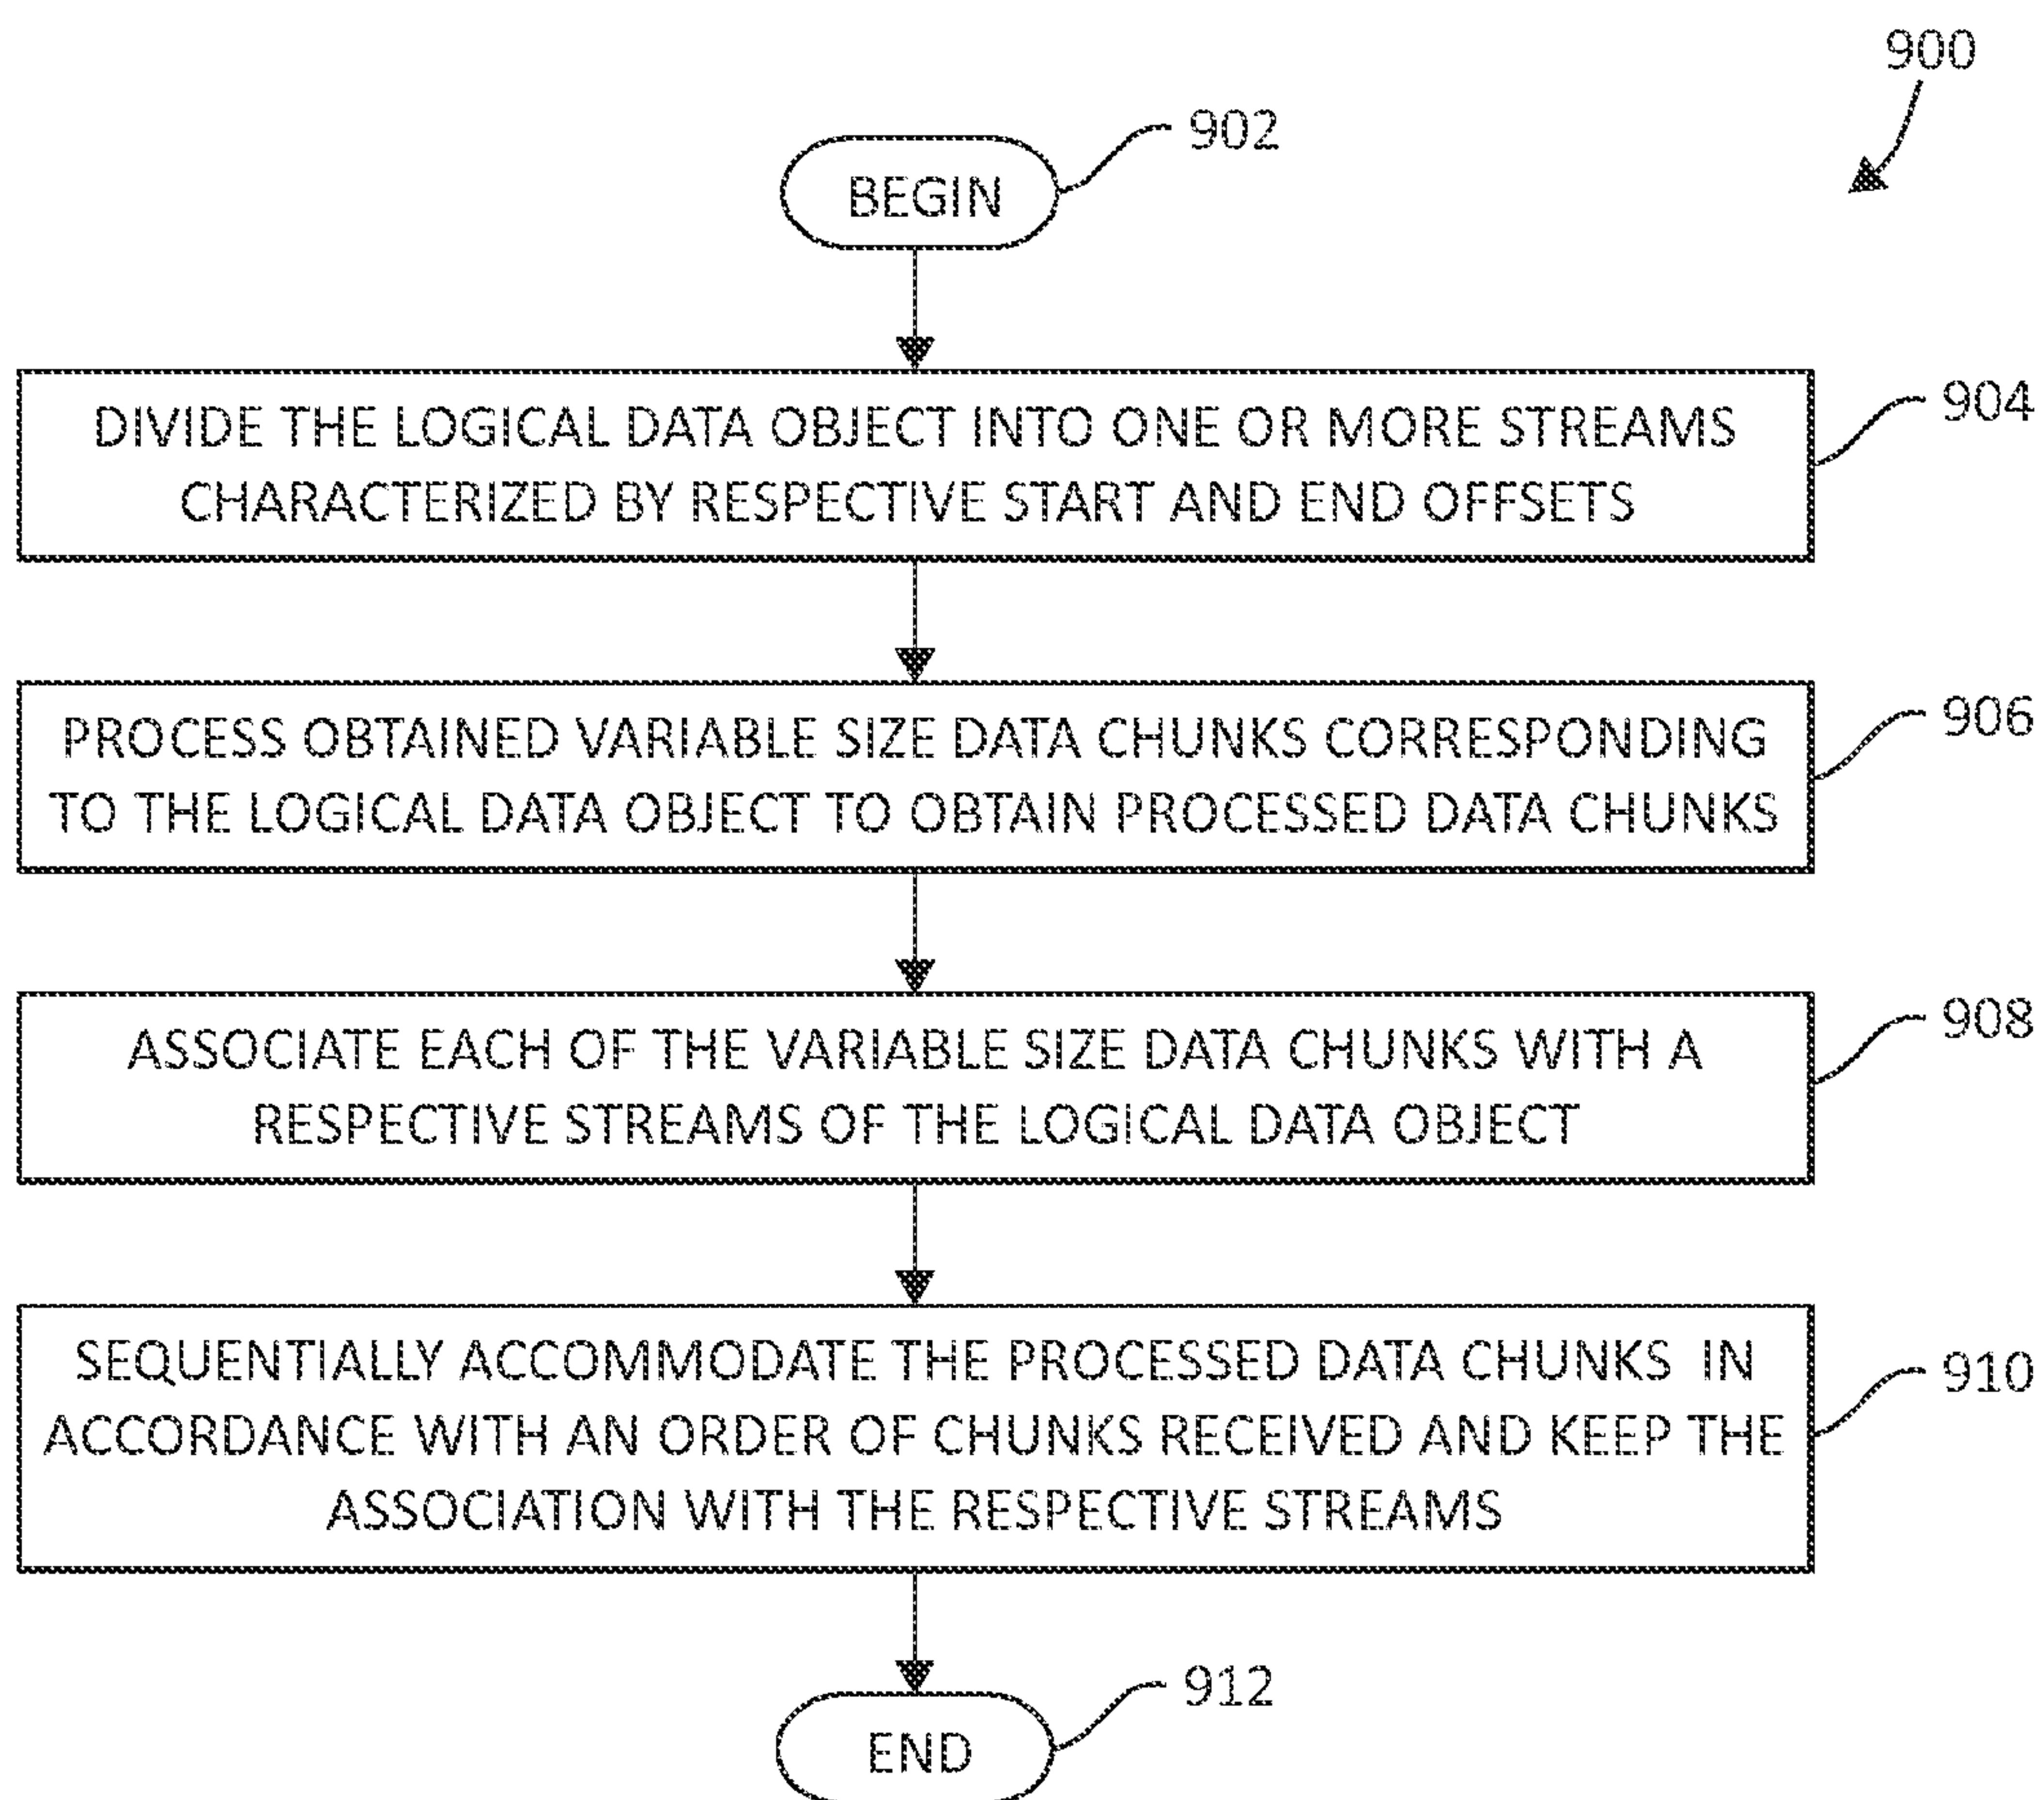 900
902
BEGIN
DIVIDE THE LOGICAL DATA OBJECT INTO ONE OR MORE STREAMS
CHARACTERIZED BY RESPECTIVE START AND END OFFSETS
904
PROCESS OBTAINED VARIABLE SIZE DATA CHUNKS CORRESPONDING
TO THE LOGICAL DATA OBJECT TO OBTAIN PROCESSED DATA CHUNKS
906
ASSOCIATE EACH OF THE VARIABLE SIZE DATA CHUNKS WITH A
RESPECTIVE STREAMS OF THE LOGICAL DATA OBJECT
908
SEQUENTIALLY ACCOMMODATE THE PROCESSED DATA CHUNKS IN
ACCORDANCE WITH AN ORDER OF CHUNKS RECEIVED AND KEEP THE
ASSOCIATION WITH THE RESPECTIVE STREAMS
910
912
END